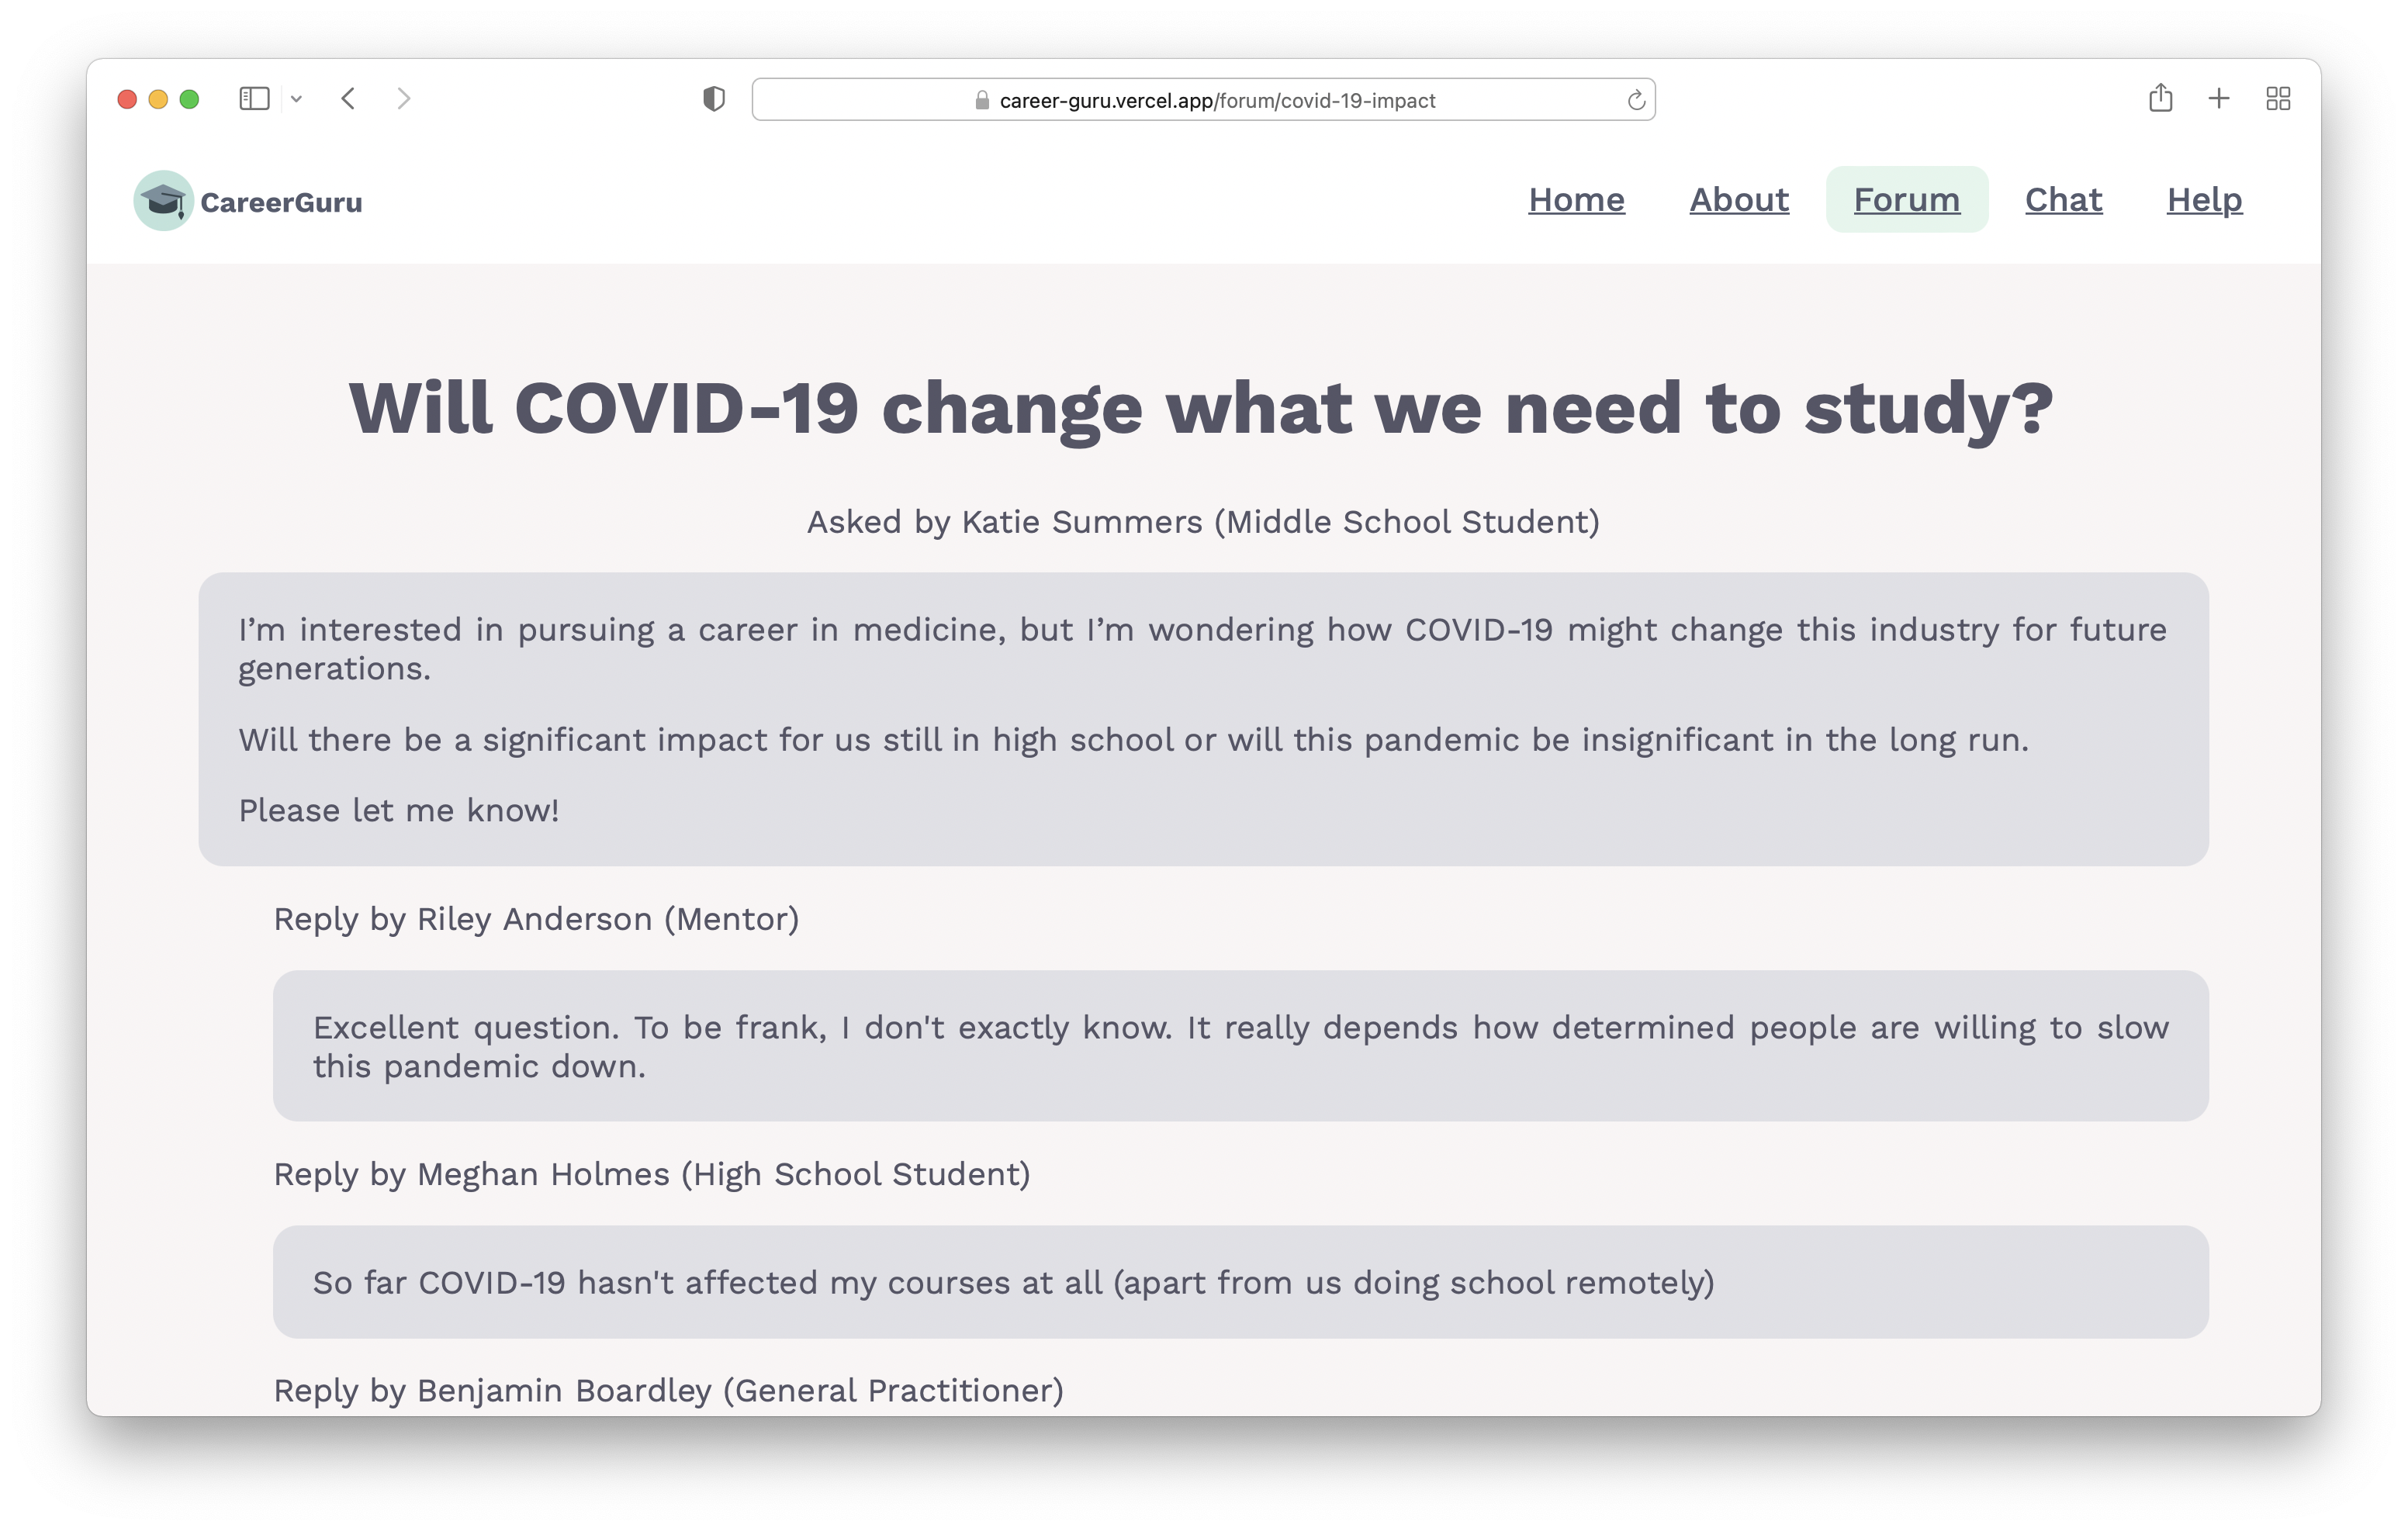 career-guru.vercel.app/forum/covid-19-impact
CareerGuru
Home About Forum Chat Help
Will COVID-19 change what we need to study?
Asked by Katie Summers (Middle School Student)
I’m interested in pursuing a career in medicine, but I’m wondering how COVID-19 might change this industry for future
generations.
Will there be a significant impact for us still in high school or will this pandemic be insignificant in the long run.
Please let me know!
Reply by Riley Anderson (Mentor)
Excellent question. To be frank, I don't exactly know. It really depends how determined people are willing to slow
this pandemic down.
Reply by Meghan Holmes (High School Student)
So far COVID-19 hasn't affected my courses at all (apart from us doing school remotely)
Reply by Benjamin Boardley (General Practitioner)